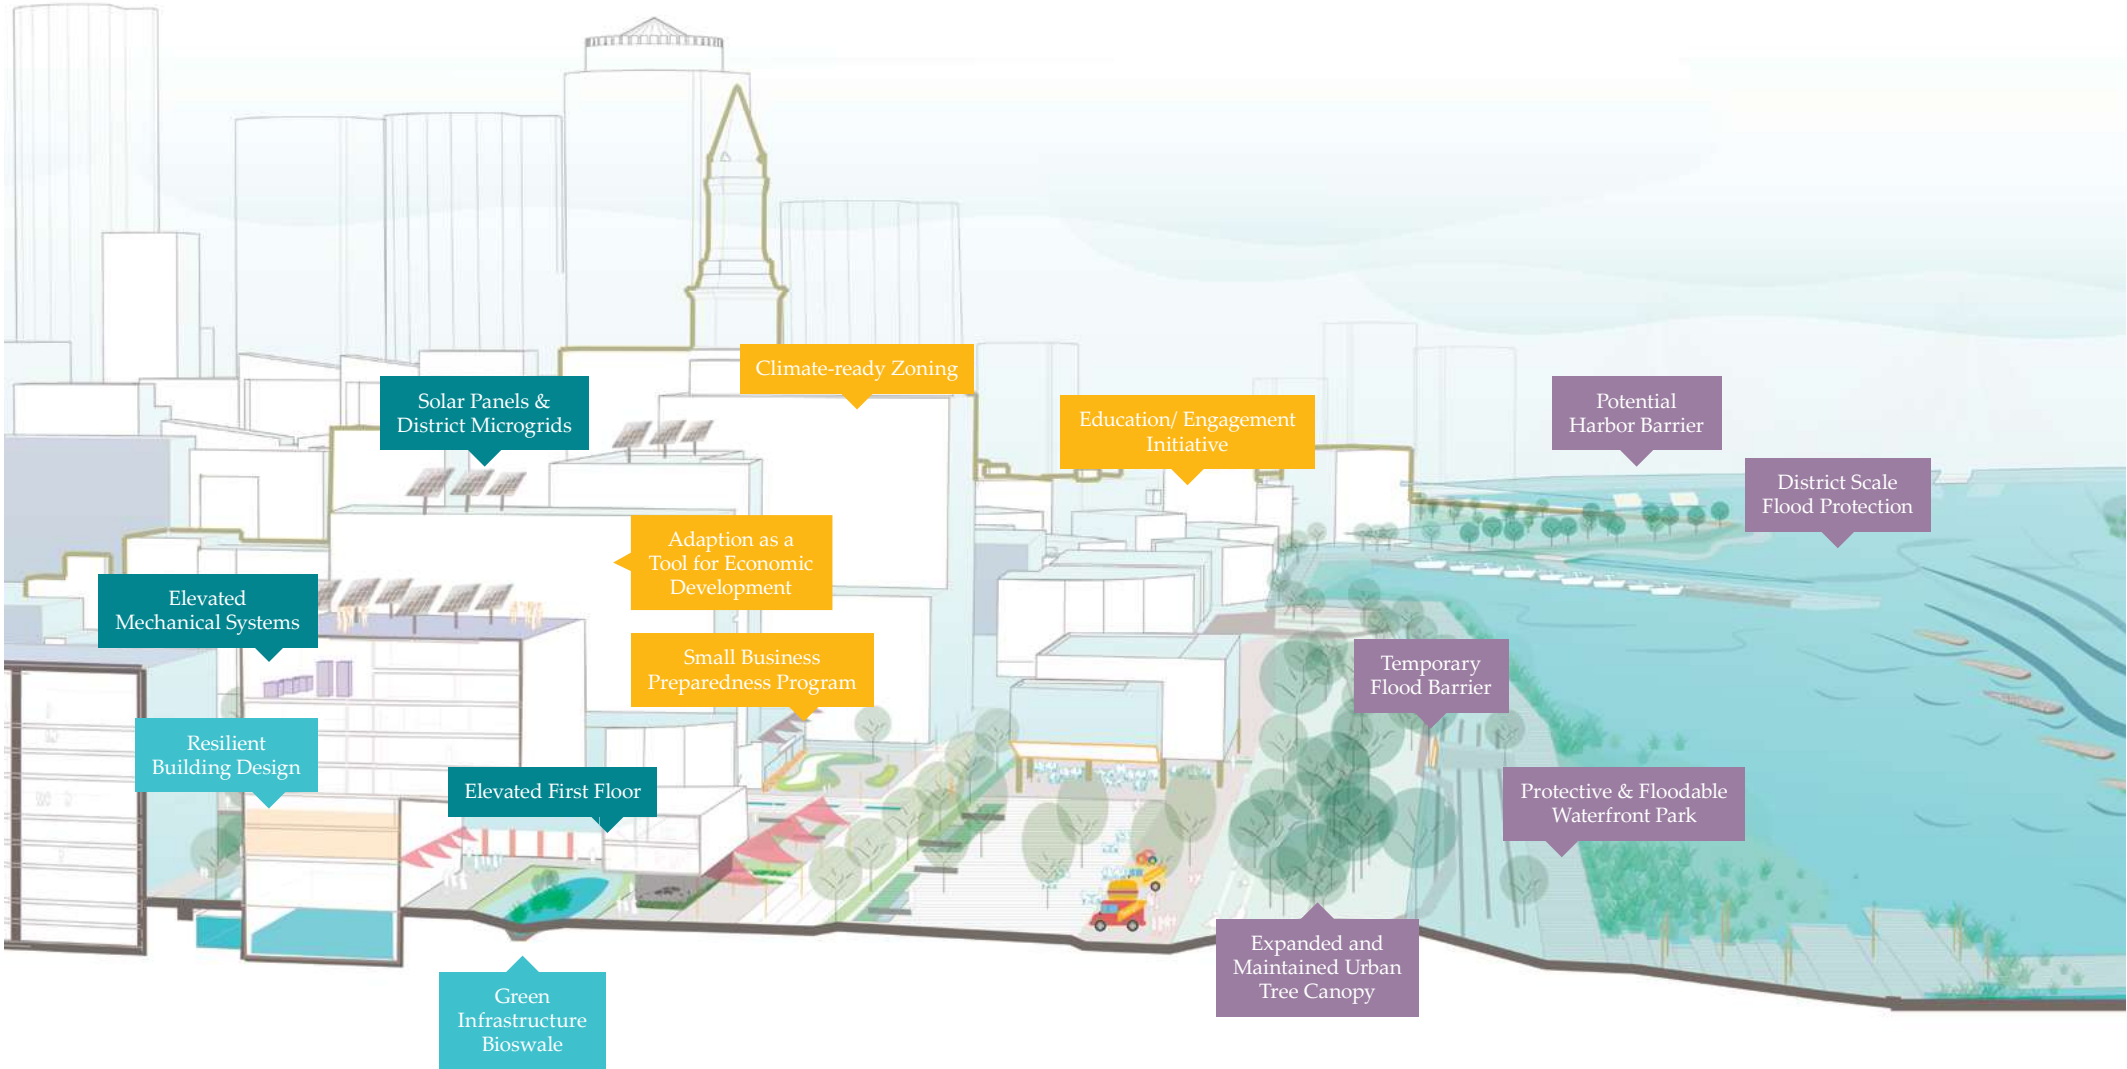 Climate-ready Zoning
Solar Panels &
District Microgrids
Education/ Engagement
Initiative
Potential
Harbor Barrier
District Scale
Flood Protection
Adaption as a
Tool for Economic
Development
Elevated
Mechanical Systems
Small Business
Preparedness Program
Temporary
Flood Barrier
Resilient
Building Design
Elevated First Floor
Protective & Floodable
Waterfront Park
Expanded and
Maintained Urban
Tree Canopy
Green
Infrastructure
Bioswale